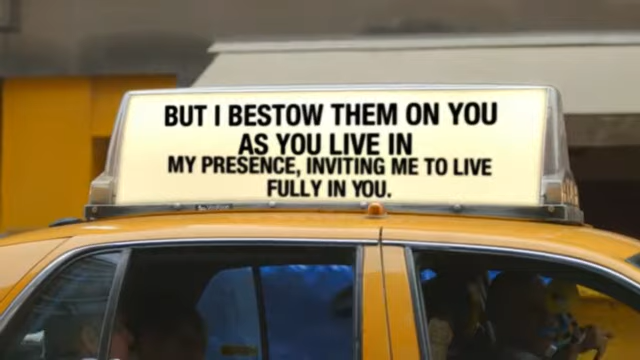 BUT I BESTOW THEM ON YOU
AS YOU LIVE IN
MY PRESENCE, INVITING ME TO LIVE
FULLY IN YOU.